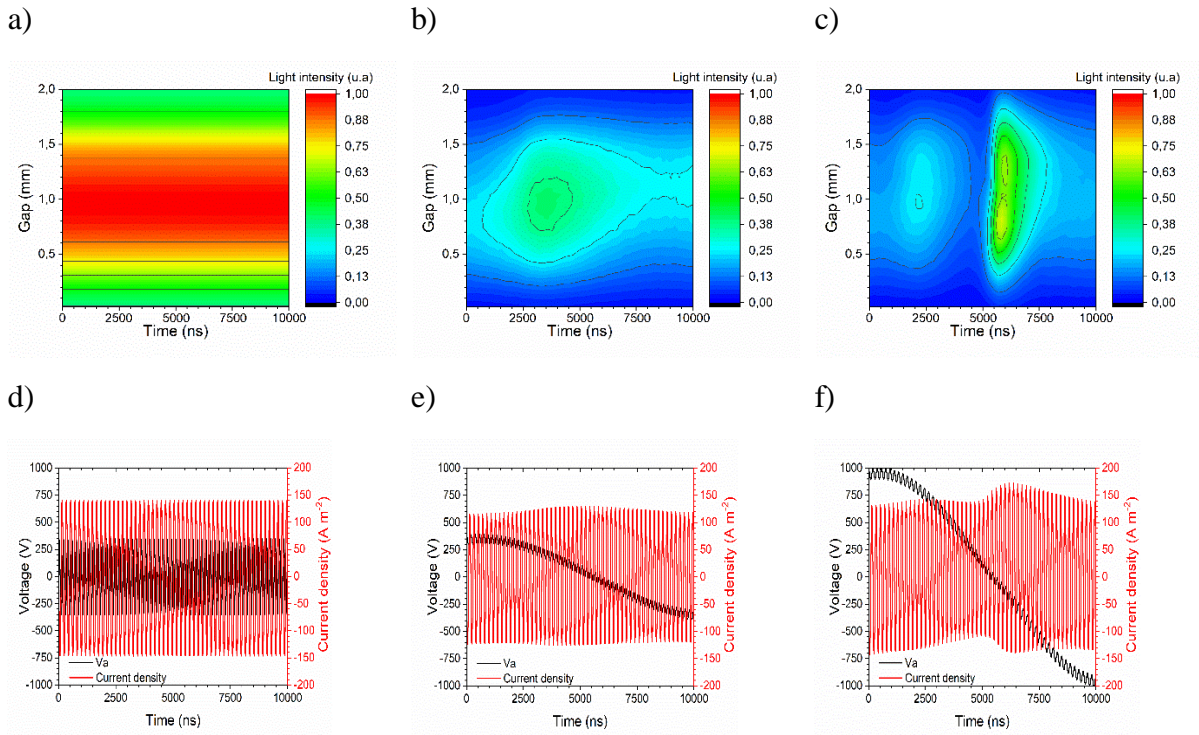 a)
b)
c)
Light intensity (u.a)
2,0
1,5
1,0
0,5
Gap (mm)
0 2500 5000 7500 10000
Time (ns)
1,00
0,87
0,75
0,63
0,50
0,38
0,25
0,13
0,00
Light intensity (u.a)
2,0
1,5
1,0
0,5
Gap (mm)
0 2500 5000 7500 10000
Time (ns)
1,00
0,87
0,75
0,63
0,50
0,38
0,25
0,13
0,00
Light intensity (u.a)
2,0
1,5
1,0
0,5
Gap (mm)
0 2500 5000 7500 10000
Time (ns)
1,00
0,87
0,75
0,63
0,50
0,38
0,25
0,13
0,00
d)
e)
f)
1000
750
500
250
0
-250
-500
-750
-1000
Voltage (V)
Va
Current density
0 2500 5000 7500 10000
Time (ns)
200
150
100
50
0
-50
-100
-150
-200
Current density (A m-2)
1000
750
500
250
0
-250
-500
-750
-1000
Voltage (V)
Va
Current density
0 2500 5000 7500 10000
Time (ns)
200
150
100
50
0
-50
-100
-150
-200
Current density (A m-2)
1000
750
500
250
0
-250
-500
-750
-1000
Voltage (V)
Va
Current density
0 2500 5000 7500 10000
Time (ns)
200
150
100
50
0
-50
-100
-150
-200
Current density (A m-2)